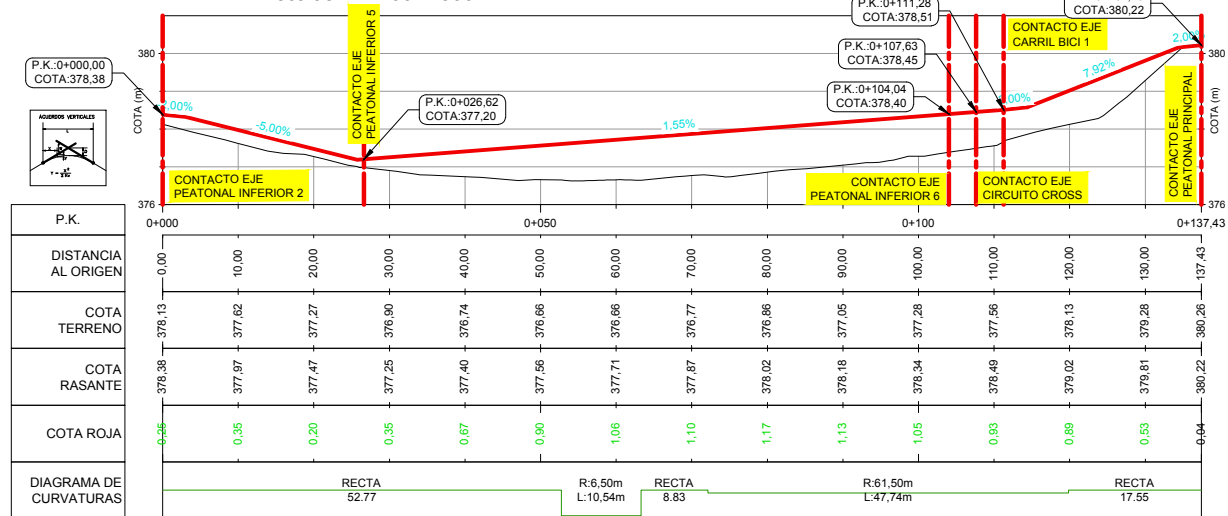 P.K.:0+111,28
COTA:378,51
380,22
CONTACTO EJE
PEATONAL INFERIOR 5
CONTACTO EJE
CARRIL BICI 1
P.K.:0+107,63
COTA:378,45
P.K.:0+000,00
COTA:378,38
P.K.:0+026,62
COTA:377,20
P.K.:0+104,04
COTA:378,40
380
COTA (m)
376
380
COTA (m)
376
-5,00%
1,55%
7,92%
2,00%
ACUERDOS VERTICALES
CONTACTO EJE
PEATONAL INFERIOR 2
CONTACTO EJE
PEATONAL INFERIOR 6
CONTACTO EJE
CIRCUITO CROSS
CONTACTO EJE
PEATONAL PRINCIPAL
P.K. 0+000 0+050 0+100 0+137,43
DISTANCIA
AL ORIGEN
0,00 10,00 20,00 30,00 40,00 50,00 60,00 70,00 80,00 90,00 100,00 110,00 120,00 130,00 137,43
COTA
TERRENO
378,13 377,62 377,27 376,90 376,74 376,66 376,66 376,77 376,86 377,05 377,28 377,56 378,13 379,28 380,26
COTA
RASANTE
378,38 377,97 377,47 377,25 377,40 377,56 377,71 377,87 378,02 378,18 378,34 378,49 379,02 379,81 380,22
COTA ROJA
0,25 0,35 0,20 0,35 0,67 0,90 1,06 1,10 1,17 1,13 1,05 0,93 0,89 0,53 0,04
DIAGRAMA DE
CURVATURAS
RECTA
52.77
R:6,50m
L:10,54m
RECTA
8.83
R:61,50m
L:47,74m
RECTA
17.55